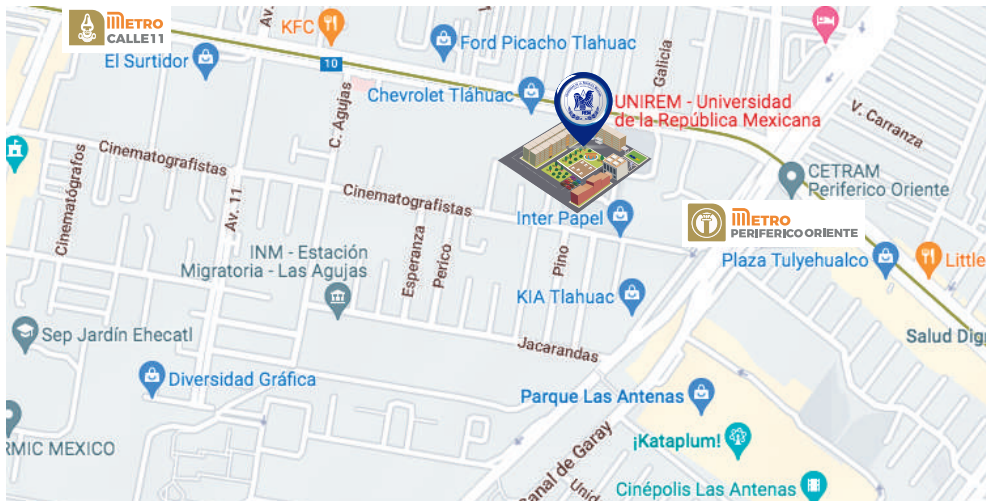 METRO
CALLE11
Av.
KFC
El Surtidor
10
Ford Picacho Tlahuac
Galicia
Chevrolet Tláhuac
C. Agujas
UNIREM - Universidad
de la República Mexicana
V. Carranza
Cinematografistas
Cinematógrafos
Av. 11
Cinematografistas
CETRAM
Periferico Oriente
Inter Papel
METRO
PERIFERICO ORIENTE
INM - Estación
Migratoria - Las Agujas
Esperanza
Perico
Pino
Plaza Tulyehualco
Little
KIA Tlahuac
Sep Jardín Ehecatl
Jacarandas
Salud Dig
Diversidad Gráfica
Parque Las Antenas
RMIC MEXICO
¡Kataplum!
Canal de Garay
Unid
Cinépolis Las Antenas